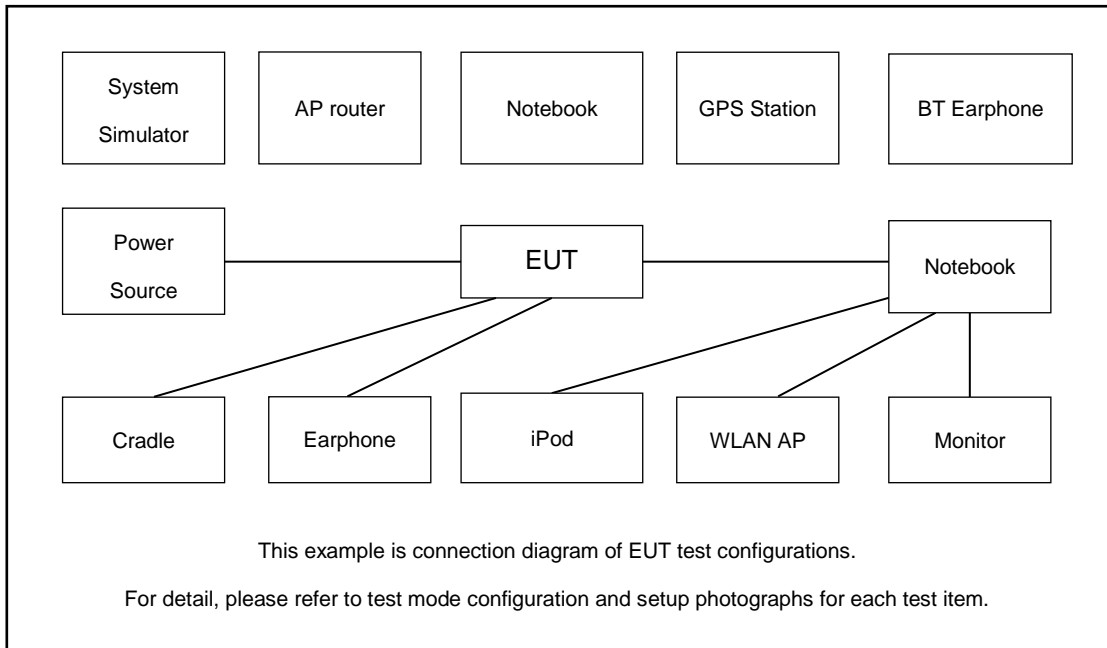 System
Simulator
AP router
Notebook
GPS Station
BT Earphone
Power
Source
EUT
Notebook
Cradle
Earphone
iPod
WLAN AP
Monitor
This example is connection diagram of EUT test configurations.
For detail, please refer to test mode configuration and setup photographs for each test item.